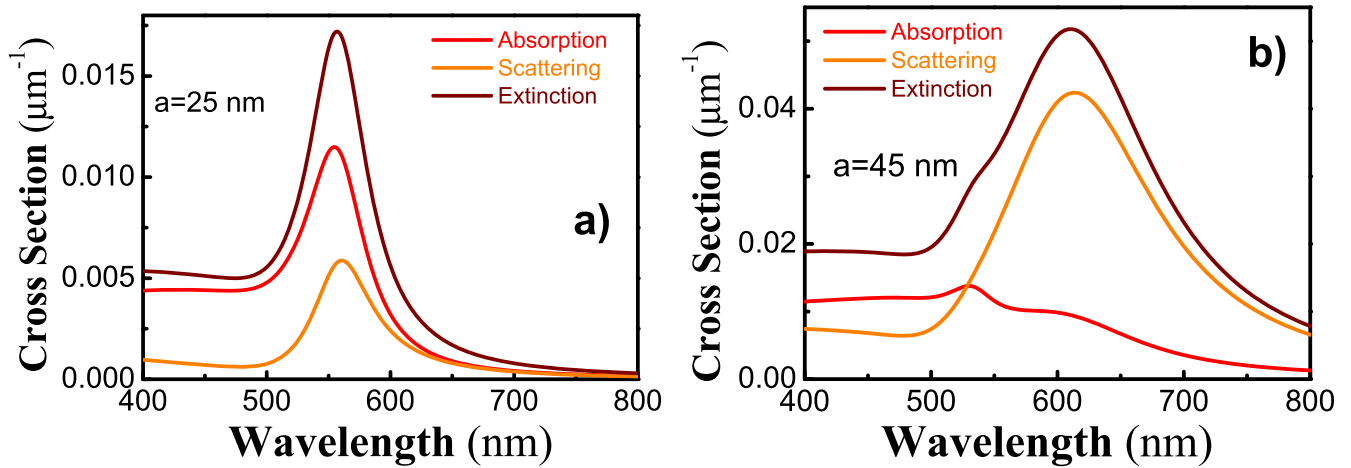 Absorption
Scattering
Extinction
a=25 nm
a)
0.015
0.010
0.005
0.000
400 500 600 700 800
Cross Section (μm⁻¹)
Wavelength (nm)
Absorption
Scattering
Extinction
b)
a=45 nm
0.04
0.02
0.00
400 500 600 700 800
Cross Section (μm⁻¹)
Wavelength (nm)